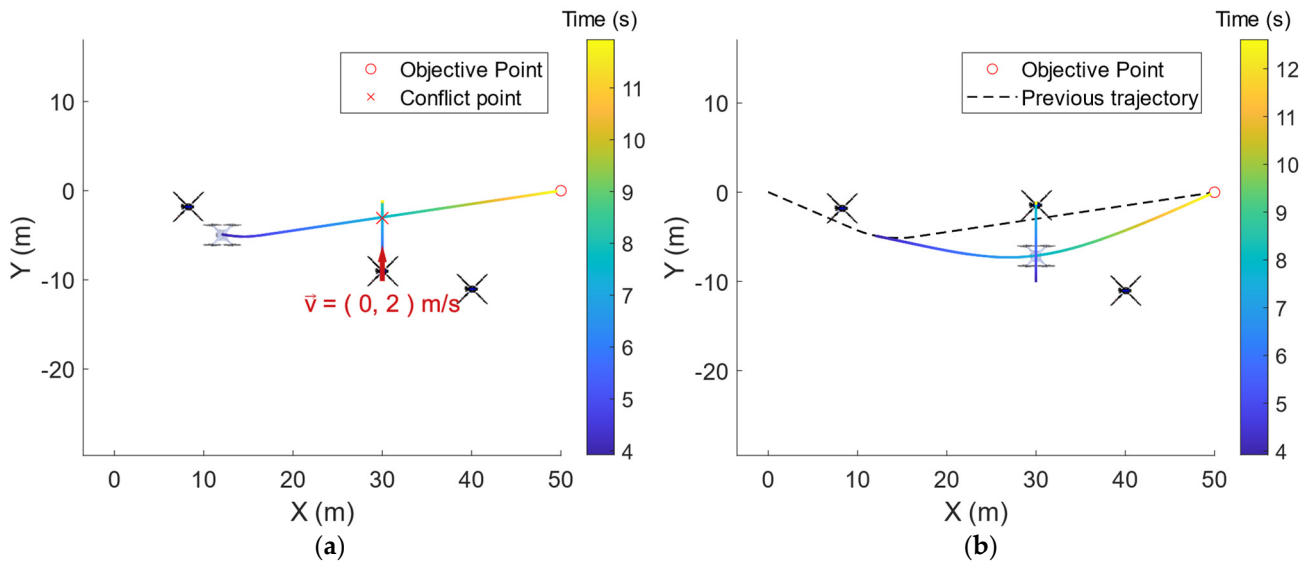 Time (s)
Objective Point
Conflict point
10
0
-10
-20
Y (m)
v⃗ = ( 0, 2 ) m/s
0 10 20 30 40 50
X (m)
11
10
9
8
7
6
5
4
(a)
Time (s)
Objective Point
Previous trajectory
10
0
-10
-20
Y (m)
0 10 20 30 40 50
X (m)
12
11
10
9
8
7
6
5
4
(b)